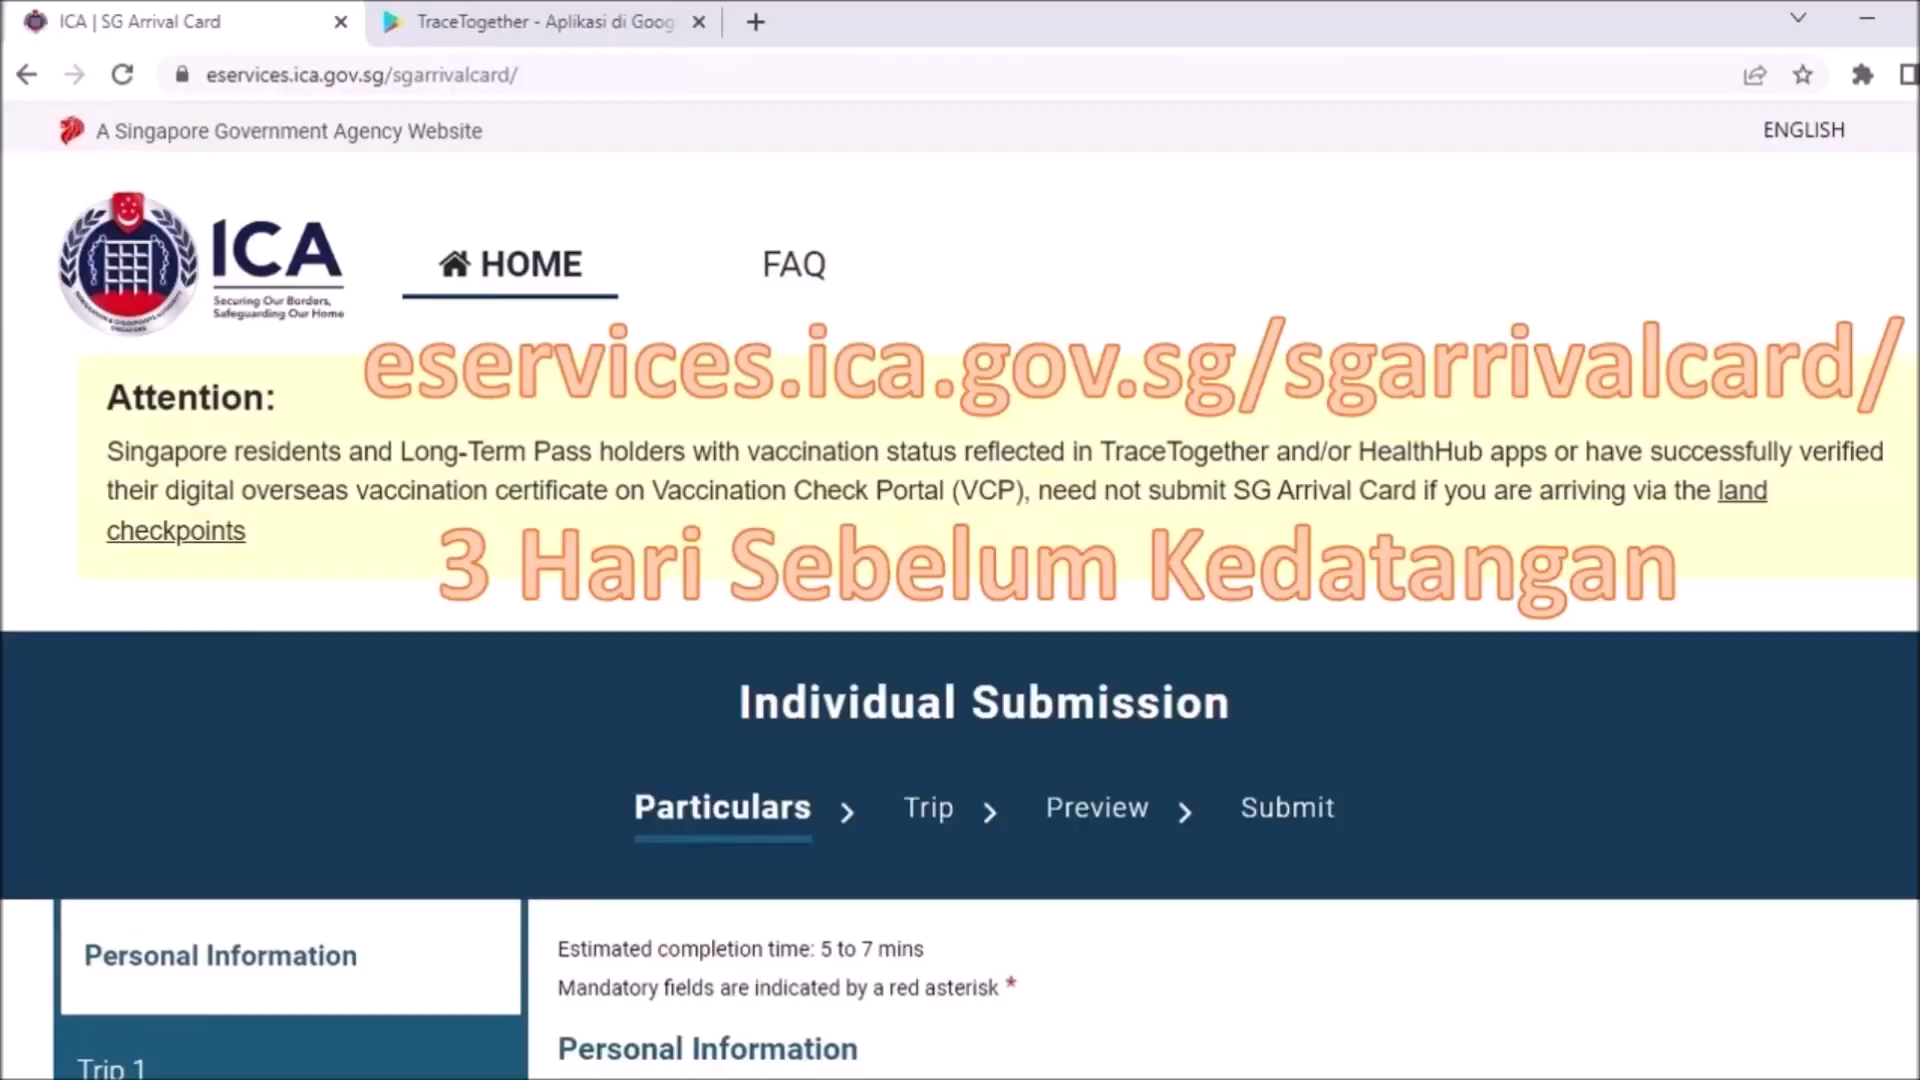 ICA | SG Arrival Card
TraceTogether - Aplikasi di Goog
eservices.ica.gov.sg/sgarrivalcard/
A Singapore Government Agency Website
ENGLISH
ICA
Securing Our Borders,
Safeguarding Our Home
HOME
FAQ
eservices.ica.gov.sg/sgarrivalcard/
Attention:
Singapore residents and Long-Term Pass holders with vaccination status reflected in TraceTogether and/or HealthHub apps or have successfully verified
their digital overseas vaccination certificate on Vaccination Check Portal (VCP), need not submit SG Arrival Card if you are arriving via the land
checkpoints
3 Hari Sebelum Kedatangan
Individual Submission
Particulars
Trip
Preview
Submit
Personal Information
Estimated completion time: 5 to 7 mins
Mandatory fields are indicated by a red asterisk *
Personal Information
Trip 1